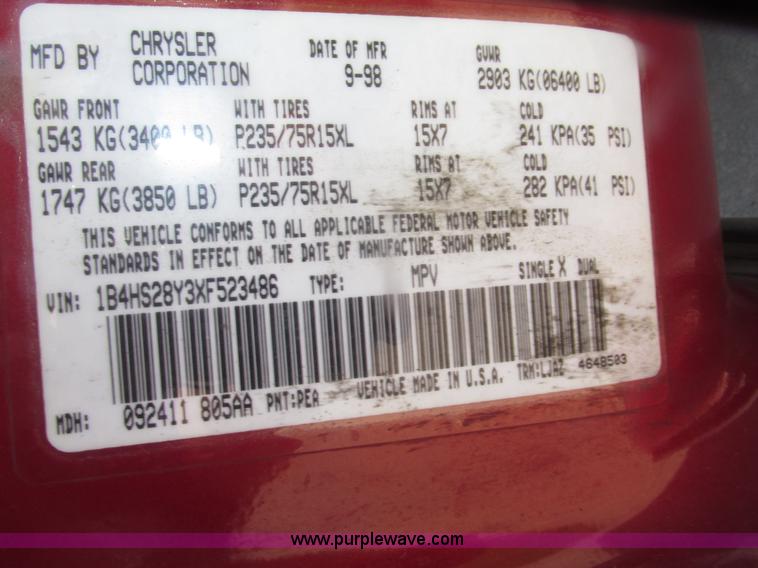 MFD BY CHRYSLER CORPORATION DATE OF MFR 9-98 GVWR 2903 KG(06400 LB)
GAWR FRONT WITH TIRES RIMS AT COLD
1543 KG(3400 LB) P235/75R15XL 15X7 241 KPA(35 PSI)
GAWR REAR WITH TIRES RIMS AT COLD
1747 KG(3850 LB) P235/75R15XL 15X7 282 KPA(41 PSI)
THIS VEHICLE CONFORMS TO ALL APPLICABLE FEDERAL MOTOR VEHICLE SAFETY
STANDARDS IN EFFECT ON THE DATE OF MANUFACTURE SHOWN ABOVE.
VIN: 1B4HS28Y3XF523486 TYPE: MPV SINGLE X DUAL
MDH: 092411 805AA PNT:PEA VEHICLE MADE IN U.S.A. TRM:LJAZ 4648503
www.purplewave.com